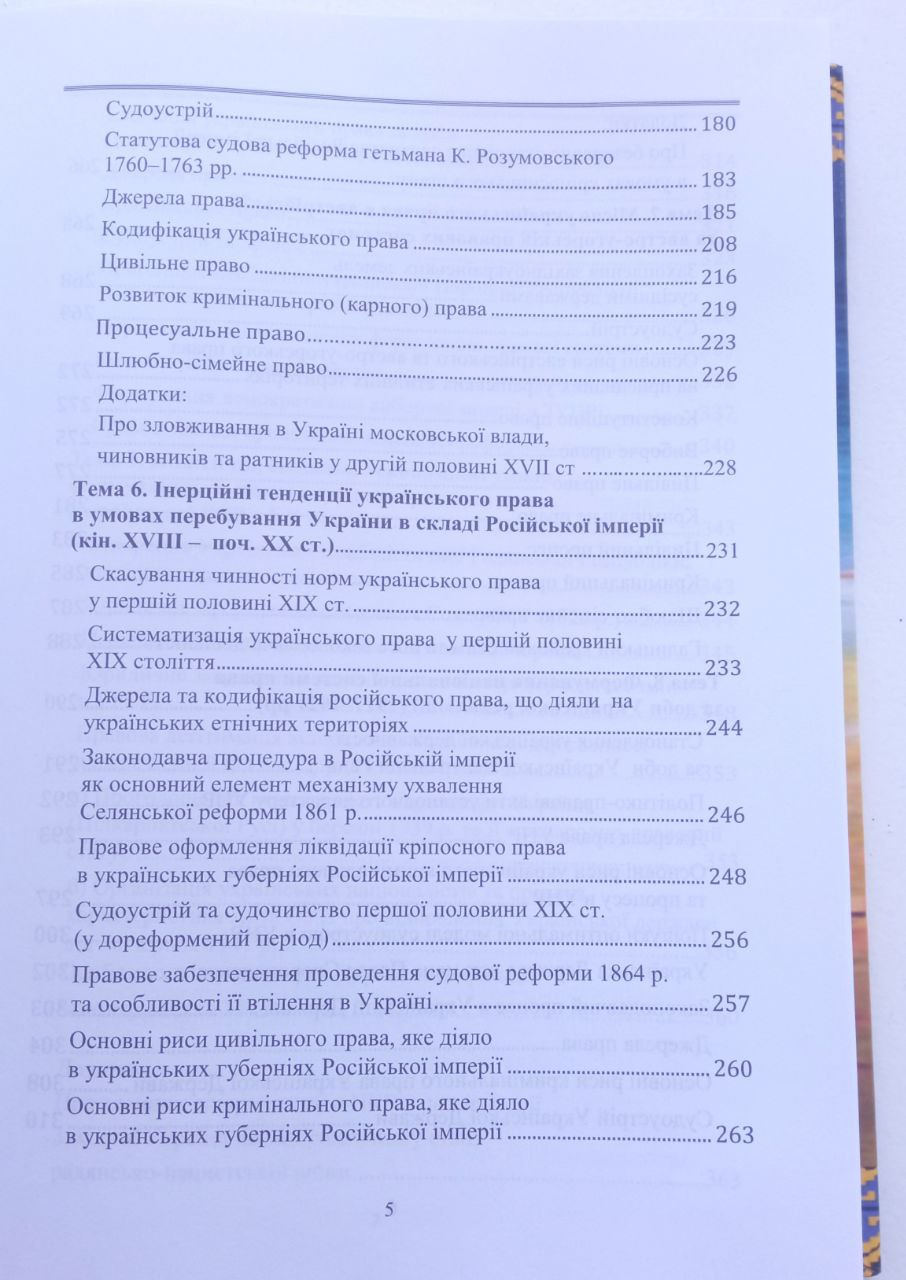 Судоустрій 180
Статутова судова реформа гетьмана К. Розумовського
1760–1763 рр. 183
Джерела права 185
Кодифікація українського права 208
Цивільне право 216
Розвиток кримінального (карного) права 219
Процесуальне право 223
Шлюбно-сімейне право 226
Додатки:
Про зловживання в Україні московської влади,
чиновників та ратників у другій половині XVII ст 228
Тема 6. Інерційні тенденції українського права
в умовах перебування України в складі Російської імперії
(кін. XVIII – поч. XX ст.) 231
Скасування чинності норм українського права
у першій половині XIX ст. 232
Систематизація українського права у першій половині
XIX століття 233
Джерела та кодифікація російського права, що діяли на
українських етнічних територіях 244
Законодавча процедура в Російській імперії
як основний елемент механізму ухвалення
Селянської реформи 1861 р. 246
Правове оформлення ліквідації кріпосного права
в українських губерніях Російської імперії 248
Судоустрій та судочинство першої половини XIX ст.
(у дореформений період) 256
Правове забезпечення проведення судової реформи 1864 р.
та особливості її втілення в Україні 257
Основні риси цивільного права, яке діяло
в українських губерніях Російської імперії 260
Основні риси кримінального права, яке діяло
в українських губерніях Російської імперії 263
5